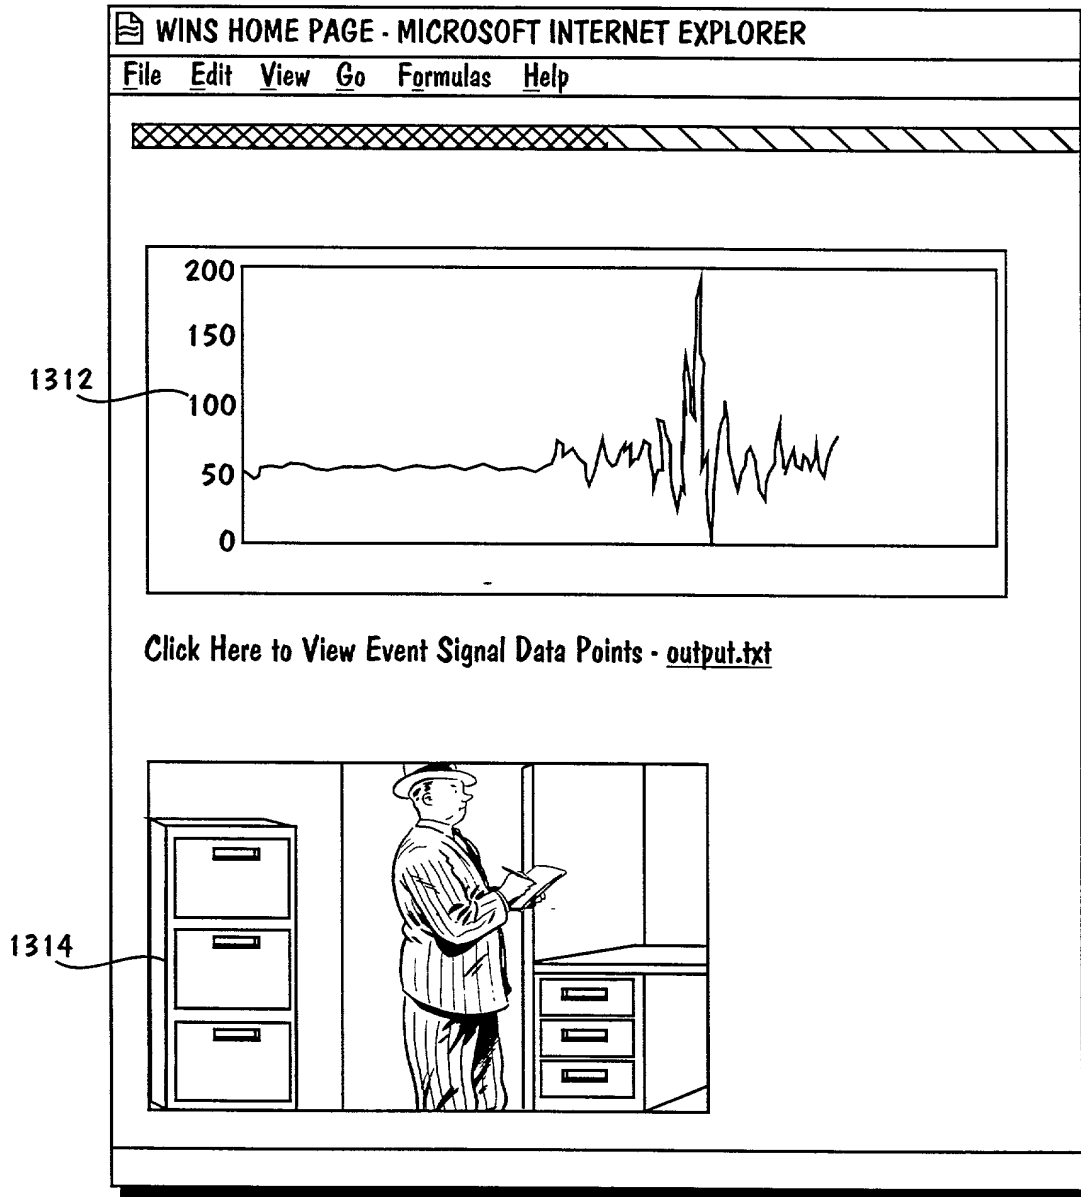 WINS HOME PAGE - MICROSOFT INTERNET EXPLORER
File Edit View Go Formulas Help
200
150
1312
100
50
0
Click Here to View Event Signal Data Points - output.txt
1314